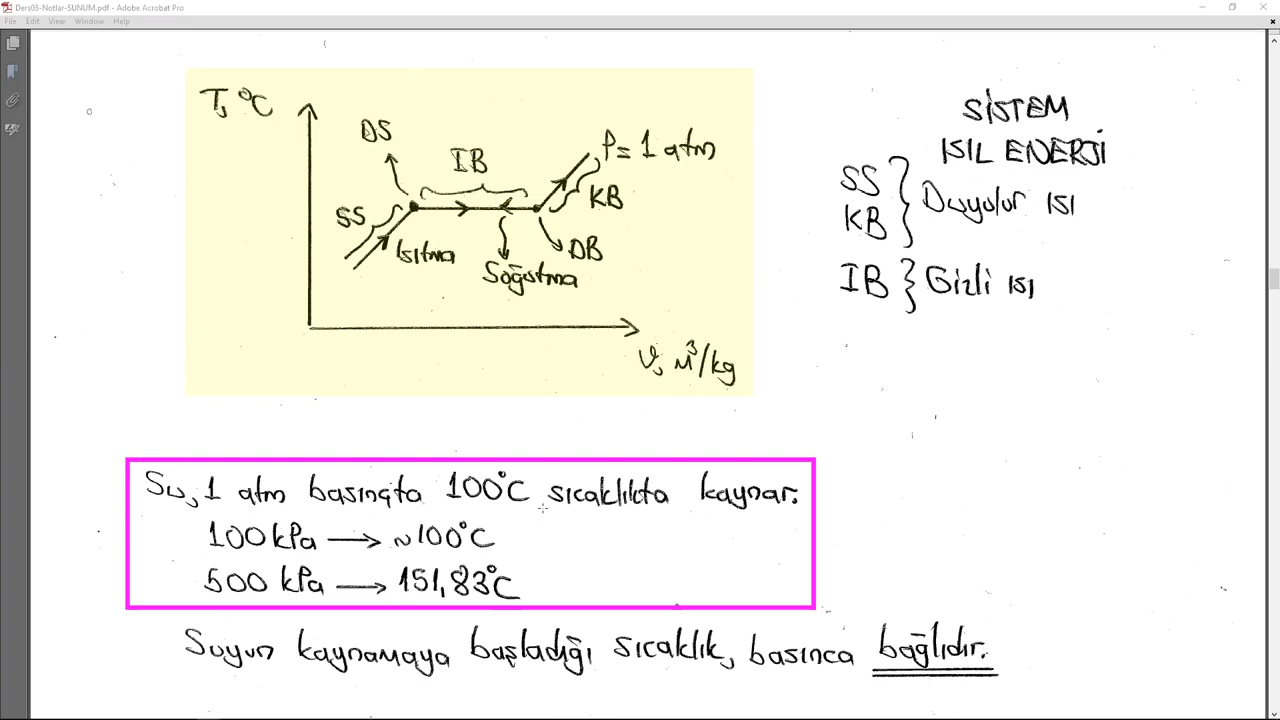 Ders03-Notlar-SUNUM.pdf - Adobe Acrobat Pro
File Edit View Window Help
T, °C
DS
IB
P= 1 atm
SS
KB
Isıtma
Soğutma
DB
v, m³/kg
SİSTEM
ISIL ENERJİ
SS
KB
Duyulur ısı
IB
Gizli ısı
Su, 1 atm basınçta 100°C sıcaklıkta kaynar.
100 kPa → ~100°C
500 kPa → 151,83°C
Suyun kaynamaya başladığı sıcaklık, basınca bağlıdır.